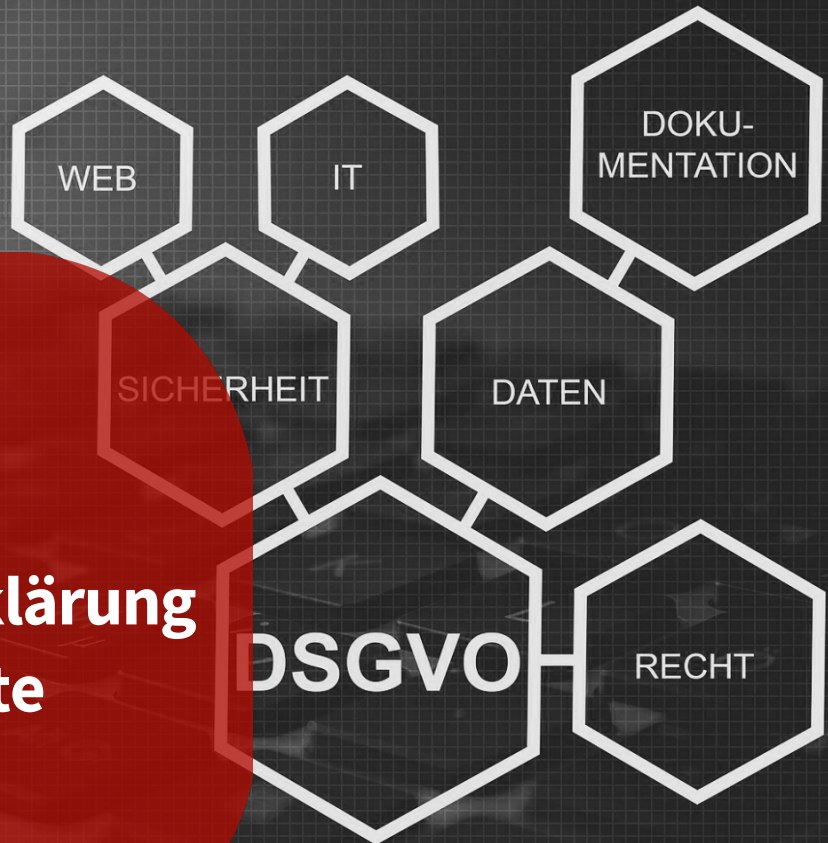 WEB
IT
DOKU-
MENTATION
SICHERHEIT
DATEN
klärung
te
DSGVO
RECHT